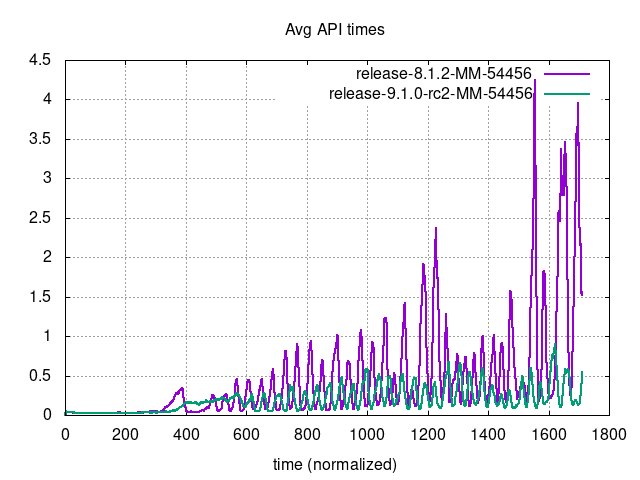 Avg API times
4.5
4
3.5
3
2.5
2
1.5
1
0.5
0
release-8.1.2-MM-54456
release-9.1.0-rc2-MM-54456
0 200 400 600 800 1000 1200 1400 1600 1800
time (normalized)